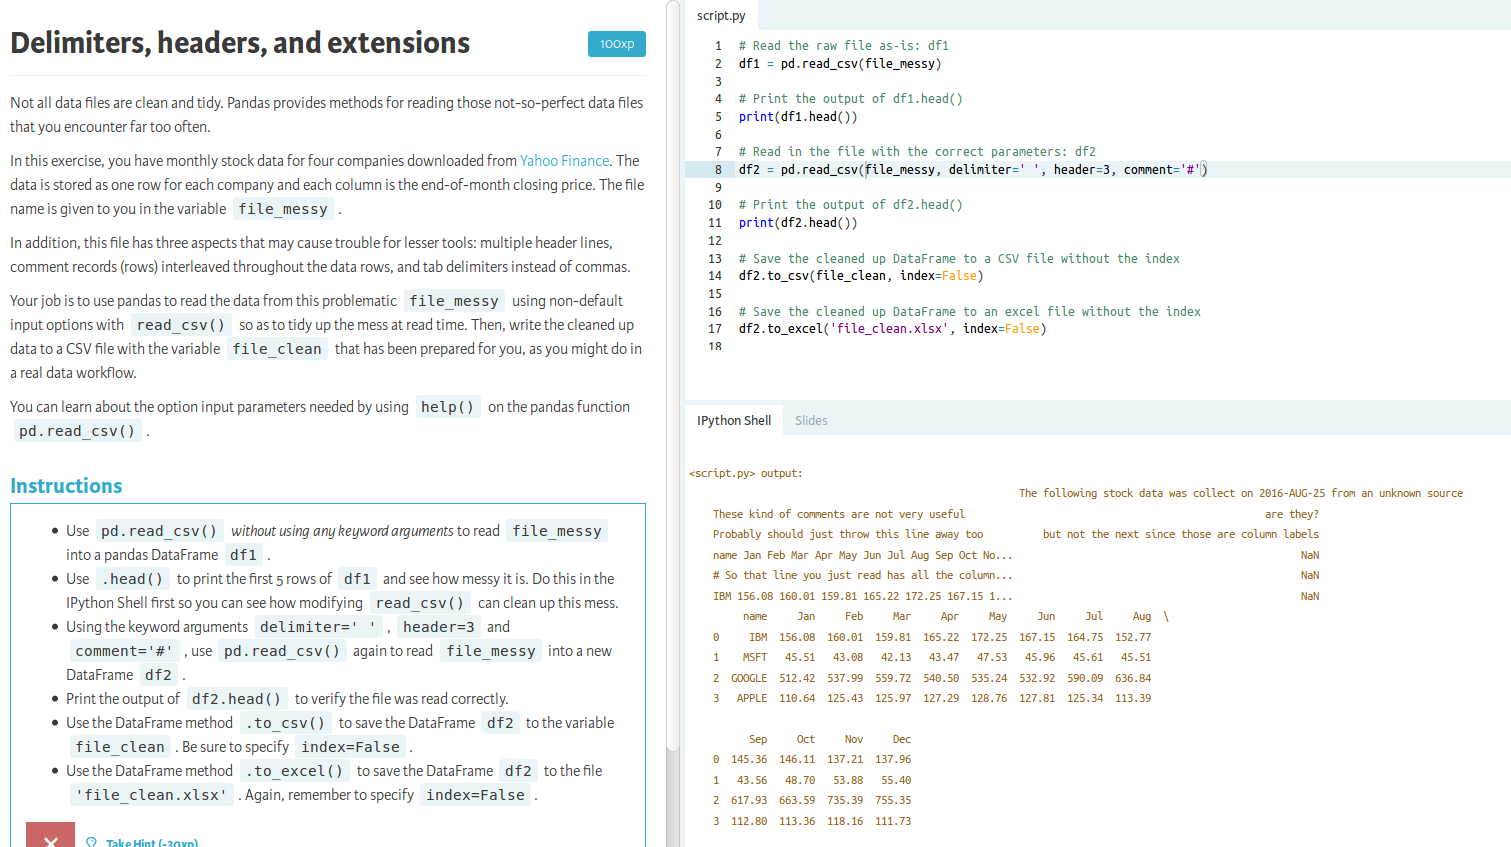 Delimiters, headers, and extensions
100xp
Not all data files are clean and tidy. Pandas provides methods for reading those not-so-perfect data files
that you encounter far too often.
In this exercise, you have monthly stock data for four companies downloaded from Yahoo Finance. The
data is stored as one row for each company and each column is the end-of-month closing price. The file
name is given to you in the variable file_messy .
In addition, this file has three aspects that may cause trouble for lesser tools: multiple header lines,
comment records (rows) interleaved throughout the data rows, and tab delimiters instead of commas.
Your job is to use pandas to read the data from this problematic file_messy using non-default
input options with read_csv() so as to tidy up the mess at read time. Then, write the cleaned up
data to a CSV file with the variable file_clean that has been prepared for you, as you might do in
a real data workflow.
You can learn about the option input parameters needed by using help() on the pandas function
pd.read_csv() .
Instructions
• Use pd.read_csv() without using any keyword arguments to read file_messy
into a pandas DataFrame df1 .
• Use .head() to print the first 5 rows of df1 and see how messy it is. Do this in the
IPython Shell first so you can see how modifying read_csv() can clean up this mess.
• Using the keyword arguments delimiter=' ' , header=3 and
comment='#' , use pd.read_csv() again to read file_messy into a new
DataFrame df2 .
• Print the output of df2.head() to verify the file was read correctly.
• Use the DataFrame method .to_csv() to save the DataFrame df2 to the variable
file_clean . Be sure to specify index=False .
• Use the DataFrame method .to_excel() to save the DataFrame df2 to the file
'file_clean.xlsx' . Again, remember to specify index=False .
Take Hint (-30xp)
script.py
1 # Read the raw file as-is: df1
2 df1 = pd.read_csv(file_messy)
3
4 # Print the output of df1.head()
5 print(df1.head())
6
7 # Read in the file with the correct parameters: df2
8 df2 = pd.read_csv(file_messy, delimiter=' ', header=3, comment='#')
9
10 # Print the output of df2.head()
11 print(df2.head())
12
13 # Save the cleaned up DataFrame to a CSV file without the index
14 df2.to_csv(file_clean, index=False)
15
16 # Save the cleaned up DataFrame to an excel file without the index
17 df2.to_excel('file_clean.xlsx', index=False)
18
IPython Shell Slides
<script.py> output:
The following stock data was collect on 2016-AUG-25 from an unknown source
These kind of comments are not very useful are they?
Probably should just throw this line away too but not the next since those are column labels
name Jan Feb Mar Apr May Jun Jul Aug Sep Oct No... NaN
# So that line you just read has all the column... NaN
IBM 156.08 160.01 159.81 165.22 172.25 167.15 1... NaN
name Jan Feb Mar Apr May Jun Jul Aug \
0 IBM 156.08 160.01 159.81 165.22 172.25 167.15 164.75 152.77
1 MSFT 45.51 43.08 42.13 43.47 47.53 45.96 45.61 45.51
2 GOOGLE 512.42 537.99 559.72 540.50 535.24 532.92 590.09 636.84
3 APPLE 110.64 125.43 125.97 127.29 128.76 127.81 125.34 113.39
Sep Oct Nov Dec
0 145.36 146.11 137.21 137.96
1 43.56 48.70 53.88 55.40
2 617.93 663.59 735.39 755.35
3 112.80 113.36 118.16 111.73